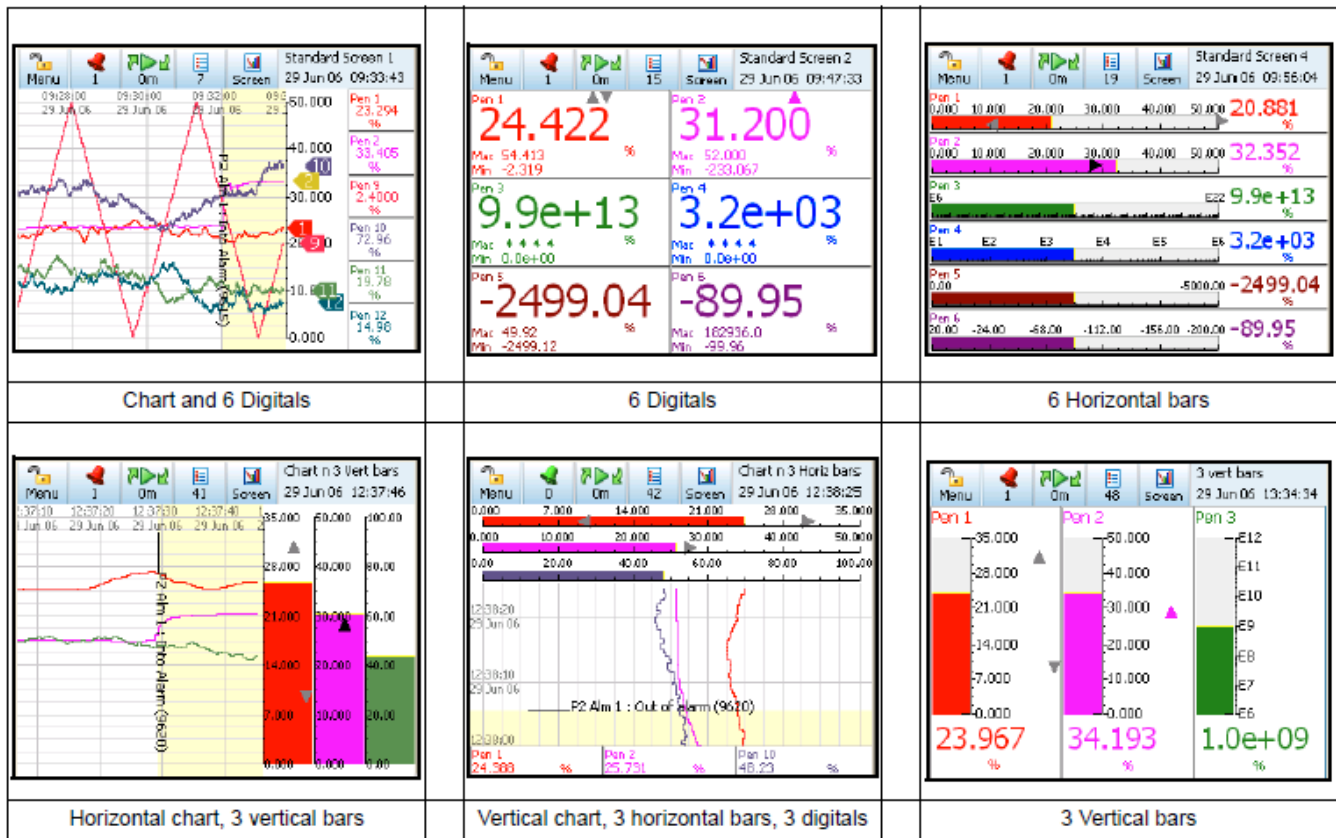 Menu 1 0m 7 Screen Standard Screen 1
29 Jun 06 09:33:43
09:28:00 09:30:00 09:32:00
29 Jun 06 29 Jun 06 29 Jun 06
50.000
40.000
30.000
0.000
P2 Alm 1 : Into Alarm (9615)
10
2
1
9
11
12
Pen 1
23.294
%
Pen 2
33.405
%
Pen 9
2.4000
%
Pen 10
72.96
%
Pen 11
19.78
%
Pen 12
14.98
%
Chart and 6 Digitals
Menu 1 0m 15 Screen Standard Screen 2
29 Jun 06 09:47:33
Pen 1
24.422
Max 54.413 %
Min -2.319
Pen 2
31.200
Max 52.000 %
Min -233.067
Pen 3
9.9e+13
Max %
Min 0.0e+00
Pen 4
3.2e+03
Max %
Min 0.0e+00
Pen 5
-2499.04
Max 49.92 %
Min -2499.12
Pen 6
-89.95
Max 182936.0 %
Min -99.96
6 Digitals
Menu 1 0m 19 Screen Standard Screen 4
29 Jun 06 09:56:04
Pen 1
0.000 10.000 20.000 30.000 40.000 50.000 20.881
%
Pen 2
0.000 10.000 20.000 30.000 40.000 50.000 32.352
%
Pen 3
E6 E22 9.9e+13
%
Pen 4
E1 E2 E3 E4 E5 E6 3.2e+03
%
Pen 5
0.00 -5000.00 -2499.04
%
Pen 6
20.00 -24.00 -68.00 -112.00 -156.00 -200.00 -89.95
%
6 Horizontal bars
Menu 1 0m 41 Screen Chart n 3 Vert bars
29 Jun 06 12:37:46
12:37:20 12:37:30 12:37:40
29 Jun 06 29 Jun 06
P2 Alm 1 : Into Alarm (9620)
35.000 50.000 100.00
28.000 40.000 80.00
21.000 30.000 60.00
14.000 20.000 40.00
7.000 10.000 20.00
0.000 0.000 0.00
Horizontal chart, 3 vertical bars
Menu 0 0m 42 Screen Chart n 3 Horiz bars
29 Jun 06 12:38:25
0.000 7.000 14.000 21.000 28.000 35.000
0.000 10.000 20.000 30.000 40.000 50.000
0.00 20.00 40.00 60.00 80.00 100.00
12:38:20
29 Jun 06
12:38:10
29 Jun 06
P2 Alm 1 : Out of alarm (9620)
12:38:00
Pen 1 Pen 2 Pen 10
24.388 % 25.731 % 48.23 %
Vertical chart, 3 horizontal bars, 3 digitals
Menu 1 0m 48 Screen 3 vert bars
29 Jun 06 13:34:34
Pen 1
35.000
28.000
21.000
14.000
7.000
0.000
23.967
%
Pen 2
50.000
40.000
30.000
20.000
10.000
0.000
34.193
%
Pen 3
E12
E11
E10
E9
E8
E7
E6
1.0e+09
%
3 Vertical bars